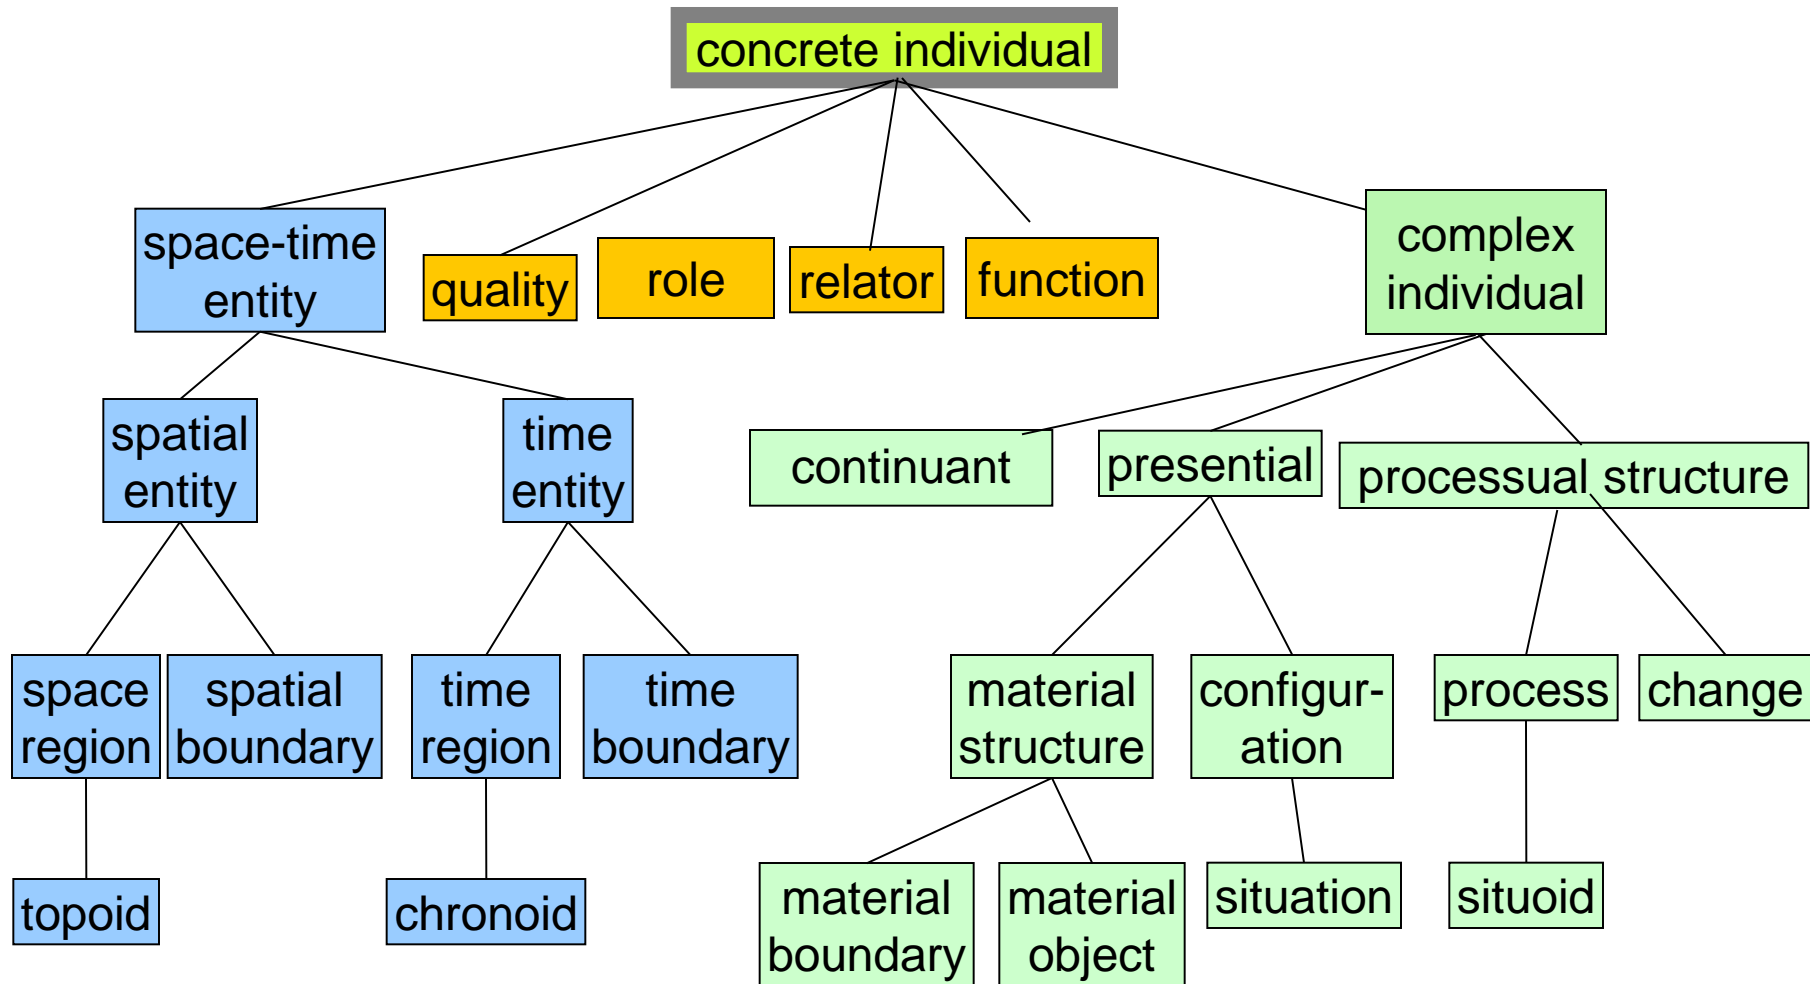 concrete individual
space-time
entity
quality
role
relator
function
complex
individual
spatial
entity
time
entity
continuant
presential
processual structure
space
region
spatial
boundary
time
region
time
boundary
material
structure
configur-
ation
process
change
topoid
chronoid
material
boundary
material
object
situation
situoid